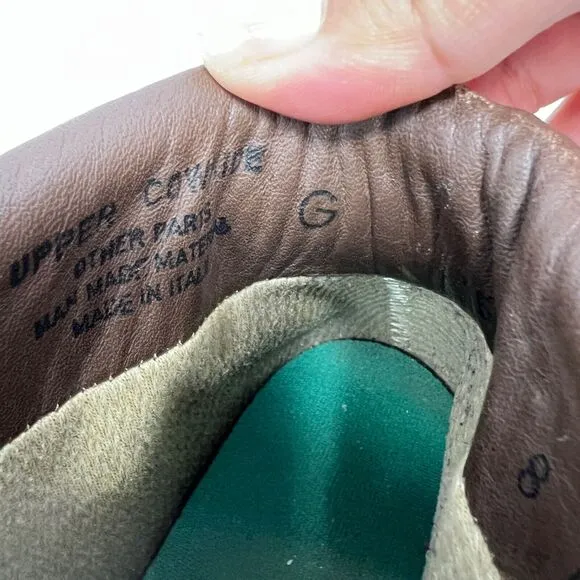 UPPER COWHIDE
OTHER PARTS
MAN MADE MATERIALS
MADE IN ITALY
G
8